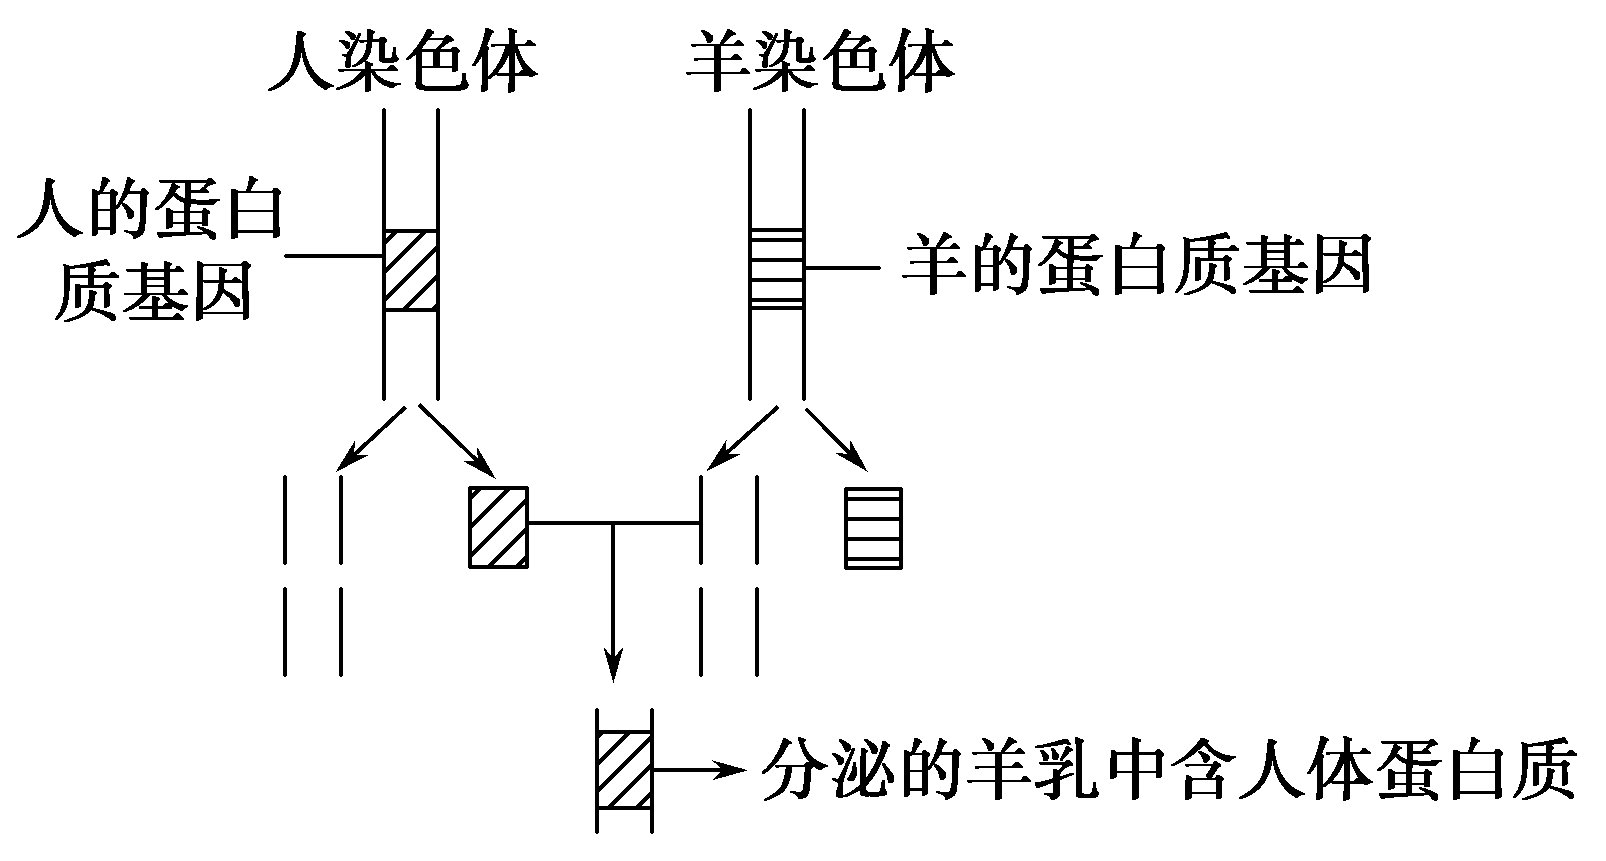 人染色体
羊染色体
人的蛋白
质基因
羊的蛋白质基因
分泌的羊乳中含人体蛋白质